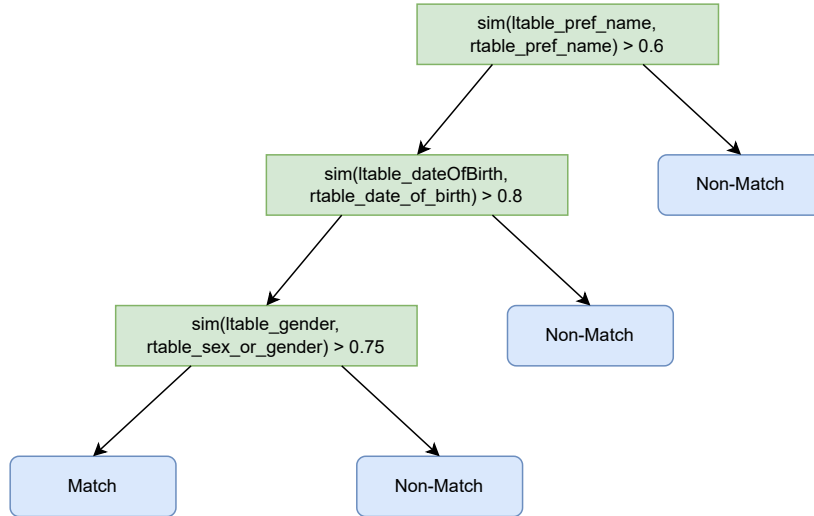 sim(ltable_pref_name,
rtable_pref_name) > 0.6
sim(ltable_dateOfBirth,
rtable_date_of_birth) > 0.8
Non-Match
sim(ltable_gender,
rtable_sex_or_gender) > 0.75
Non-Match
Match
Non-Match